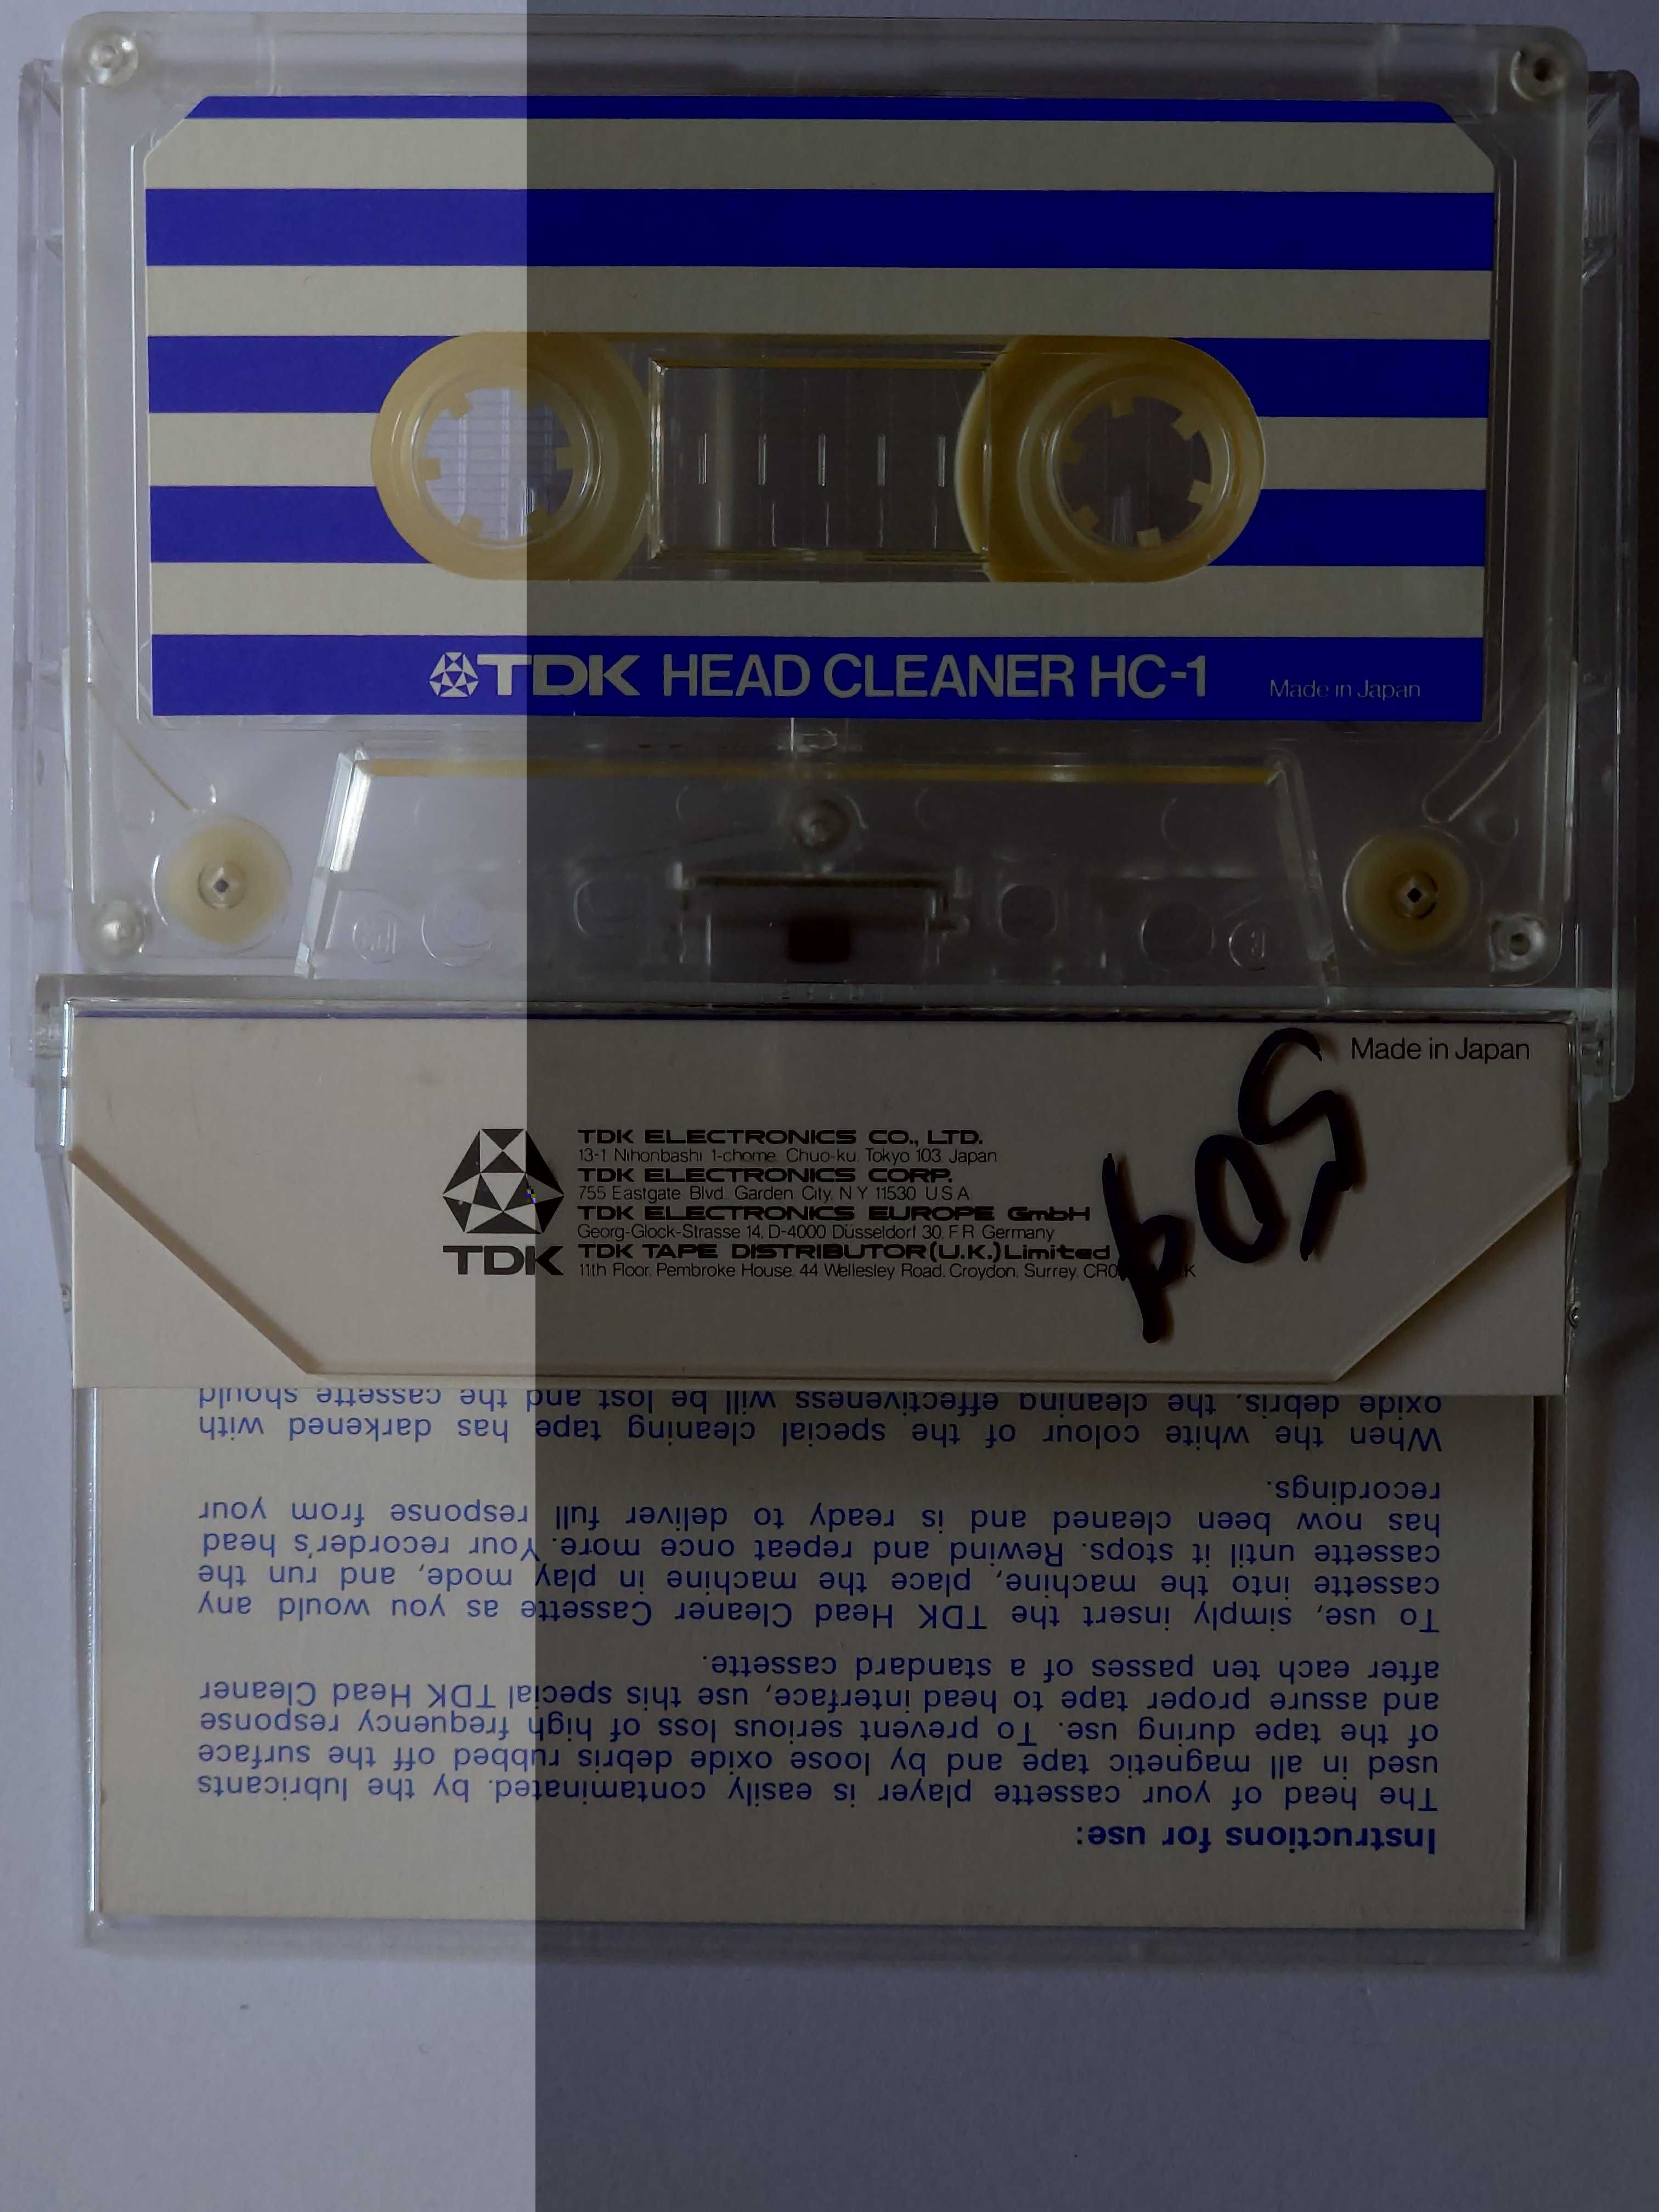 TDK HEAD CLEANER HC-1
Made in Japan
Made in Japan
TDK
TDK ELECTRONICS CO., LTD.
13-1 Nihonbashi 1-chome. Chuo-ku. Tokyo 103. Japan
TDK ELECTRONICS CORP.
755 Eastgate Blvd. Garden City. N Y 11530 U S A
TDK ELECTRONICS EUROPE GmbH
Georg-Glock-Strasse 14. D-4000 Düsseldorf 30. F. R. Germany
TDK TAPE DISTRIBUTOR (U.K.) Limited
11th Floor. Pembroke House. 44 Wellesley Road. Croydon. Surrey.
50p
Instructions for use:
The head of your cassette player is easily contaminated. by the lubricants
used in all magnetic tape and by loose oxide debris rubbed off the surface
of the tape during use. To prevent serious loss of high frequency response
and assure proper tape to head interface, use this special TDK Head Cleaner
after each ten passes of a standard cassette.
To use, simply insert the TDK Head Cleaner Cassette as you would any
cassette into the machine, place the machine in play mode, and run the
cassette until it stops. Rewind and repeat once more. Your recorder's head
has now been cleaned and is ready to deliver full response from your
recordings.
When the white colour of the special cleaning tape has darkened with
oxide debris, the cleaning effectiveness will be lost and the cassette should